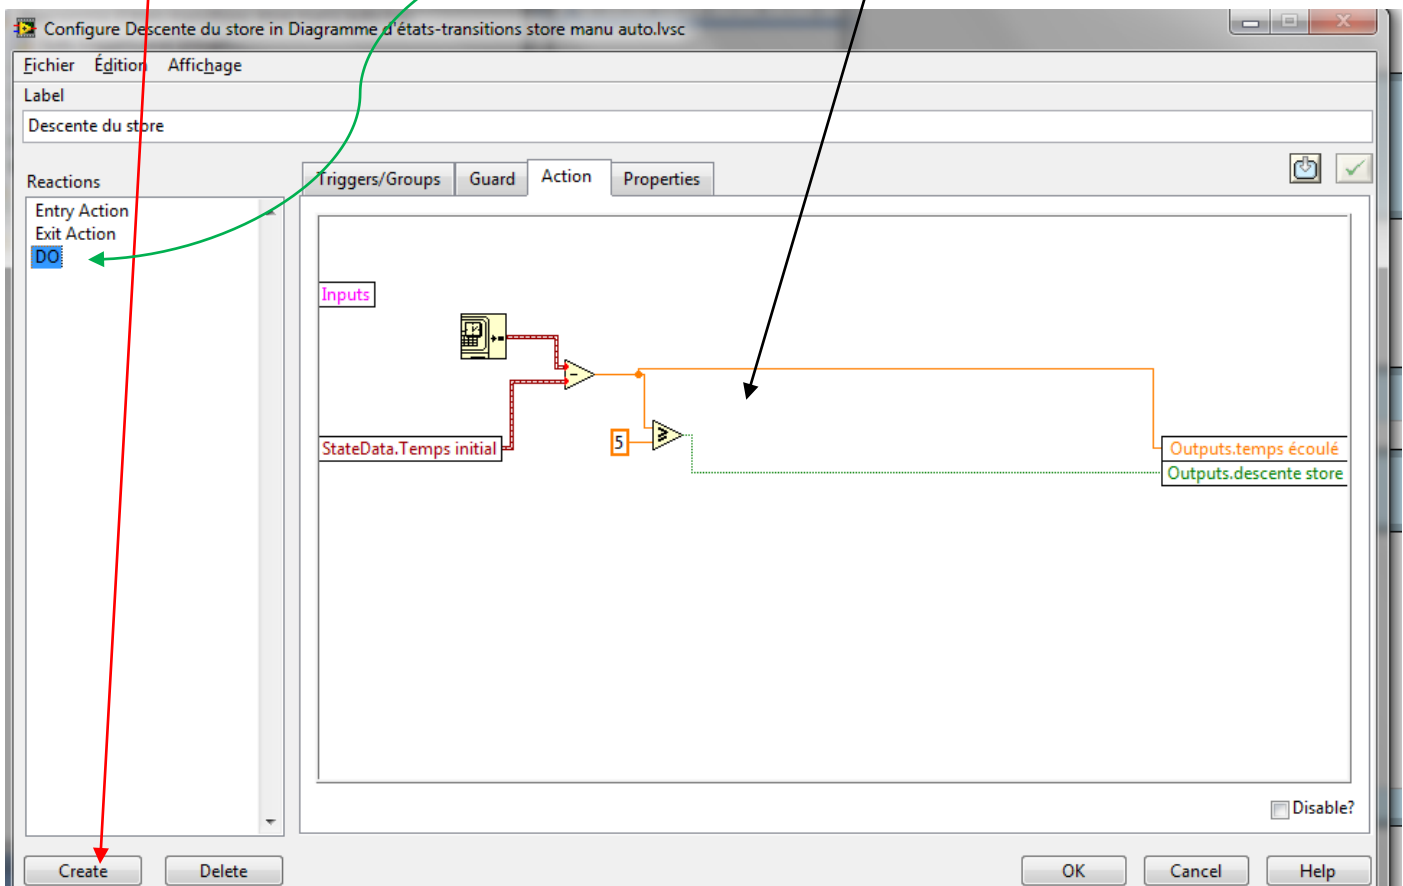 Configure Descente du store in Diagramme d'états-transitions store manu auto.lvsc
Fichier Édition Affichage
Label
Descente du store
Reactions
Entry Action
Exit Action
DO
Triggers/Groups Guard Action Properties
Inputs
StateData.Temps initial
5
Outputs.temps écoulé
Outputs.descente store
Disable?
Create Delete OK Cancel Help